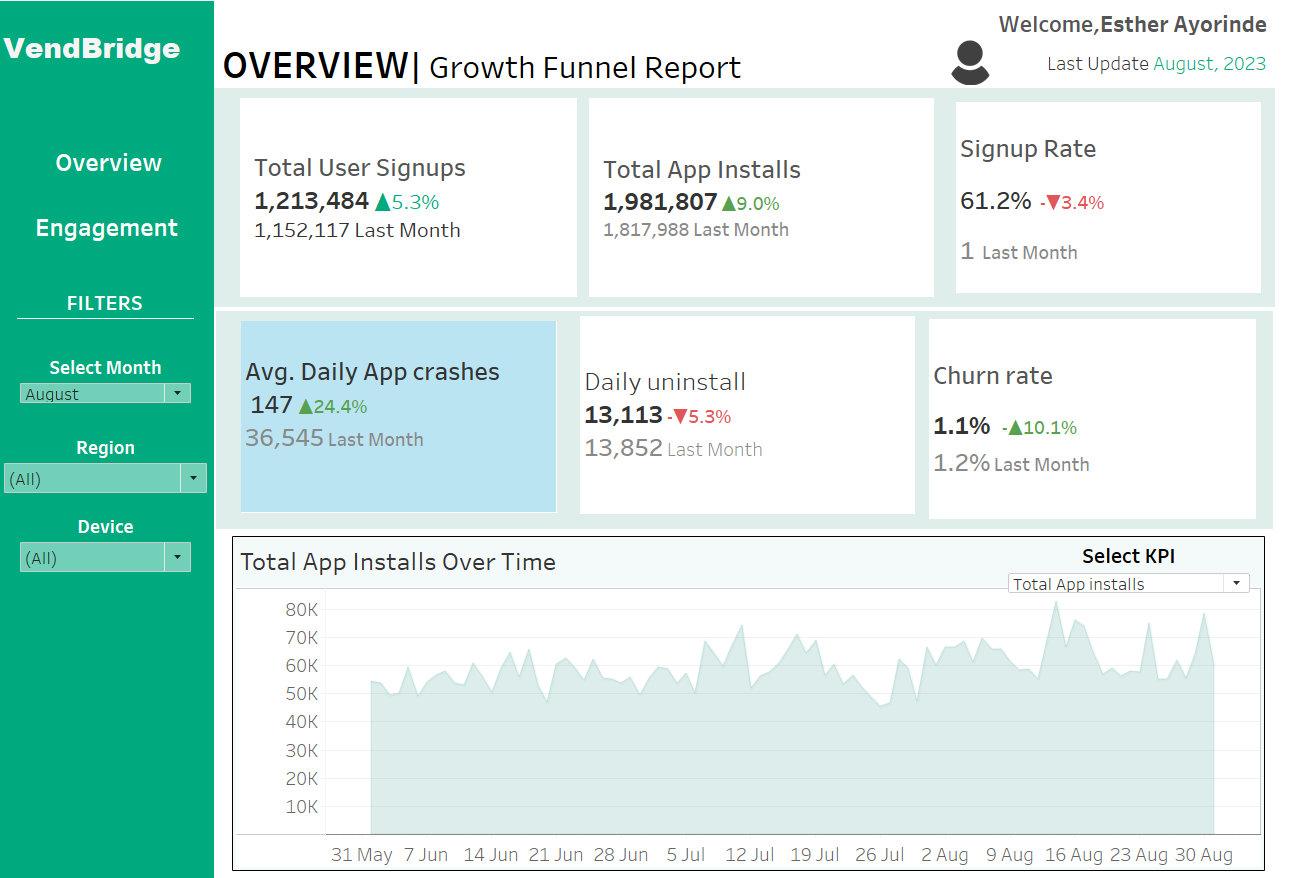 VendBridge
Overview
Engagement
FILTERS
Select Month
August
Region
(All)
Device
(All)
OVERVIEW| Growth Funnel Report
Welcome,Esther Ayorinde
Last Update August, 2023
Total User Signups
1,213,484 ▲5.3%
1,152,117 Last Month
Total App Installs
1,981,807 ▲9.0%
1,817,988 Last Month
Signup Rate
61.2% -▼3.4%
1 Last Month
Avg. Daily App crashes
147 ▲24.4%
36,545 Last Month
Daily uninstall
13,113 -▼5.3%
13,852 Last Month
Churn rate
1.1% -▲10.1%
1.2% Last Month
Total App Installs Over Time
Select KPI
Total App installs
80K
70K
60K
50K
40K
30K
20K
10K
31 May 7 Jun 14 Jun 21 Jun 28 Jun 5 Jul 12 Jul 19 Jul 26 Jul 2 Aug 9 Aug 16 Aug 23 Aug 30 Aug